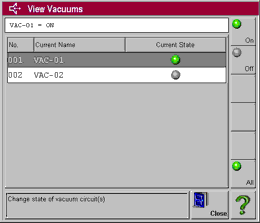 View Vacuums
VAC-01 = ON
On
Off
No. Current Name Current State
001 VAC-01
002 VAC-02
All
Change state of vacuum circuit(s)
Close